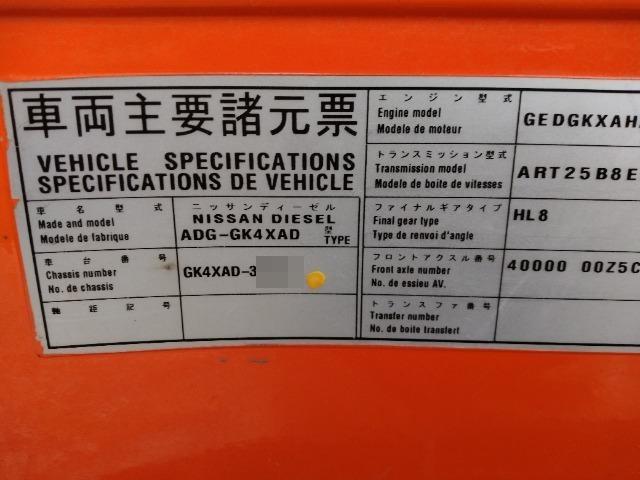 車両主要諸元票
VEHICLE SPECIFICATIONS
SPECIFICATIONS DE VEHICLE
車名型式
Made and model
Modele de fabrique
ニッサンディーゼル
NISSAN DIESEL
ADG-GK4XAD 型 TYPE
車台番号
Chassis number
No. de chassis
GK4XAD-3
軸距記号
エンジン型式
Engine model
Modele de moteur
GEDGKXAH
トランスミッション型式
Transmission model
Modele de boite de vitesses
ART25B8E
ファイナルギアタイプ
Final gear type
Type de renvoi d'angle
HL8
フロントアクスル番号
Front axle number
No. de essieu AV.
40000 00Z5C
トランスファ番号
Transfer number
No. de boite transfert